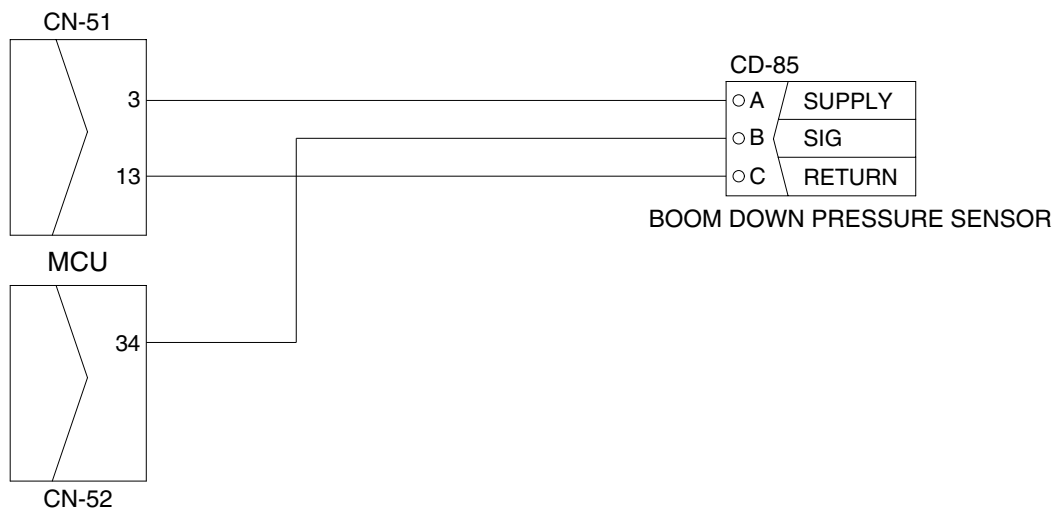 CN-51
3
13
MCU
34
CN-52
CD-85
A SUPPLY
B SIG
C RETURN
BOOM DOWN PRESSURE SENSOR